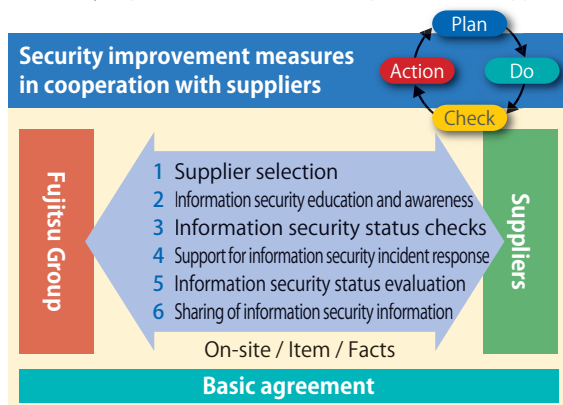 Security improvement measures
in cooperation with suppliers
Plan
Do
Check
Action
Fujitsu Group
1 Supplier selection
2 Information security education and awareness
3 Information security status checks
4 Support for information security incident response
5 Information security status evaluation
6 Sharing of information security information
Suppliers
On-site / Item / Facts
Basic agreement